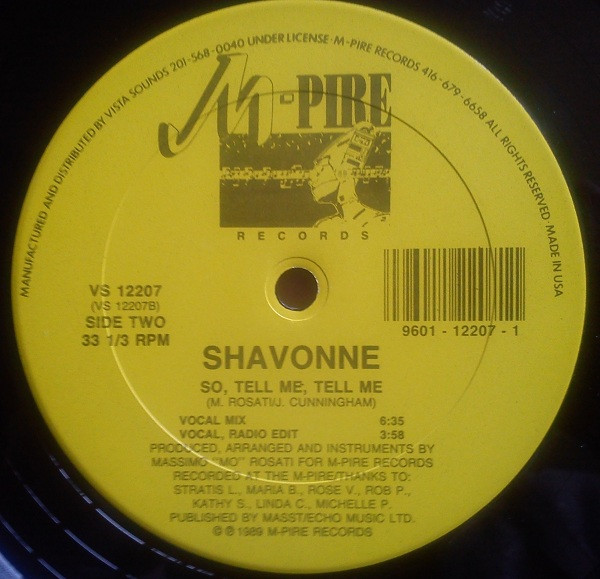 MANUFACTURED AND DISTRIBUTED BY VISTA SOUNDS 201-568-0040 UNDER LICENSE·M-PIRE RECORDS 416-679-6658 ALL RIGHTS RESERVED·MADE IN USA
M-PIRE
RECORDS
VS 12207
(VS 12207B)
SIDE TWO
33 1/3 RPM
9601-12207-1
SHAVONNE
SO, TELL ME, TELL ME
(M. ROSATI/J. CUNNINGHAM)
VOCAL MIX 6:35
VOCAL, RADIO EDIT 3:58
PRODUCED, ARRANGED AND INSTRUMENTS BY
MASSIMO "MO" ROSATI FOR M-PIRE RECORDS
RECORDED AT THE M-PIRE/THANKS TO:
STRATIS L., MARIA B., ROSE V., ROB P.,
KATHY S., LINDA C., MICHELLE P.
PUBLISHED BY MASST/ECHO MUSIC LTD.
© ℗ 1989 M-PIRE RECORDS